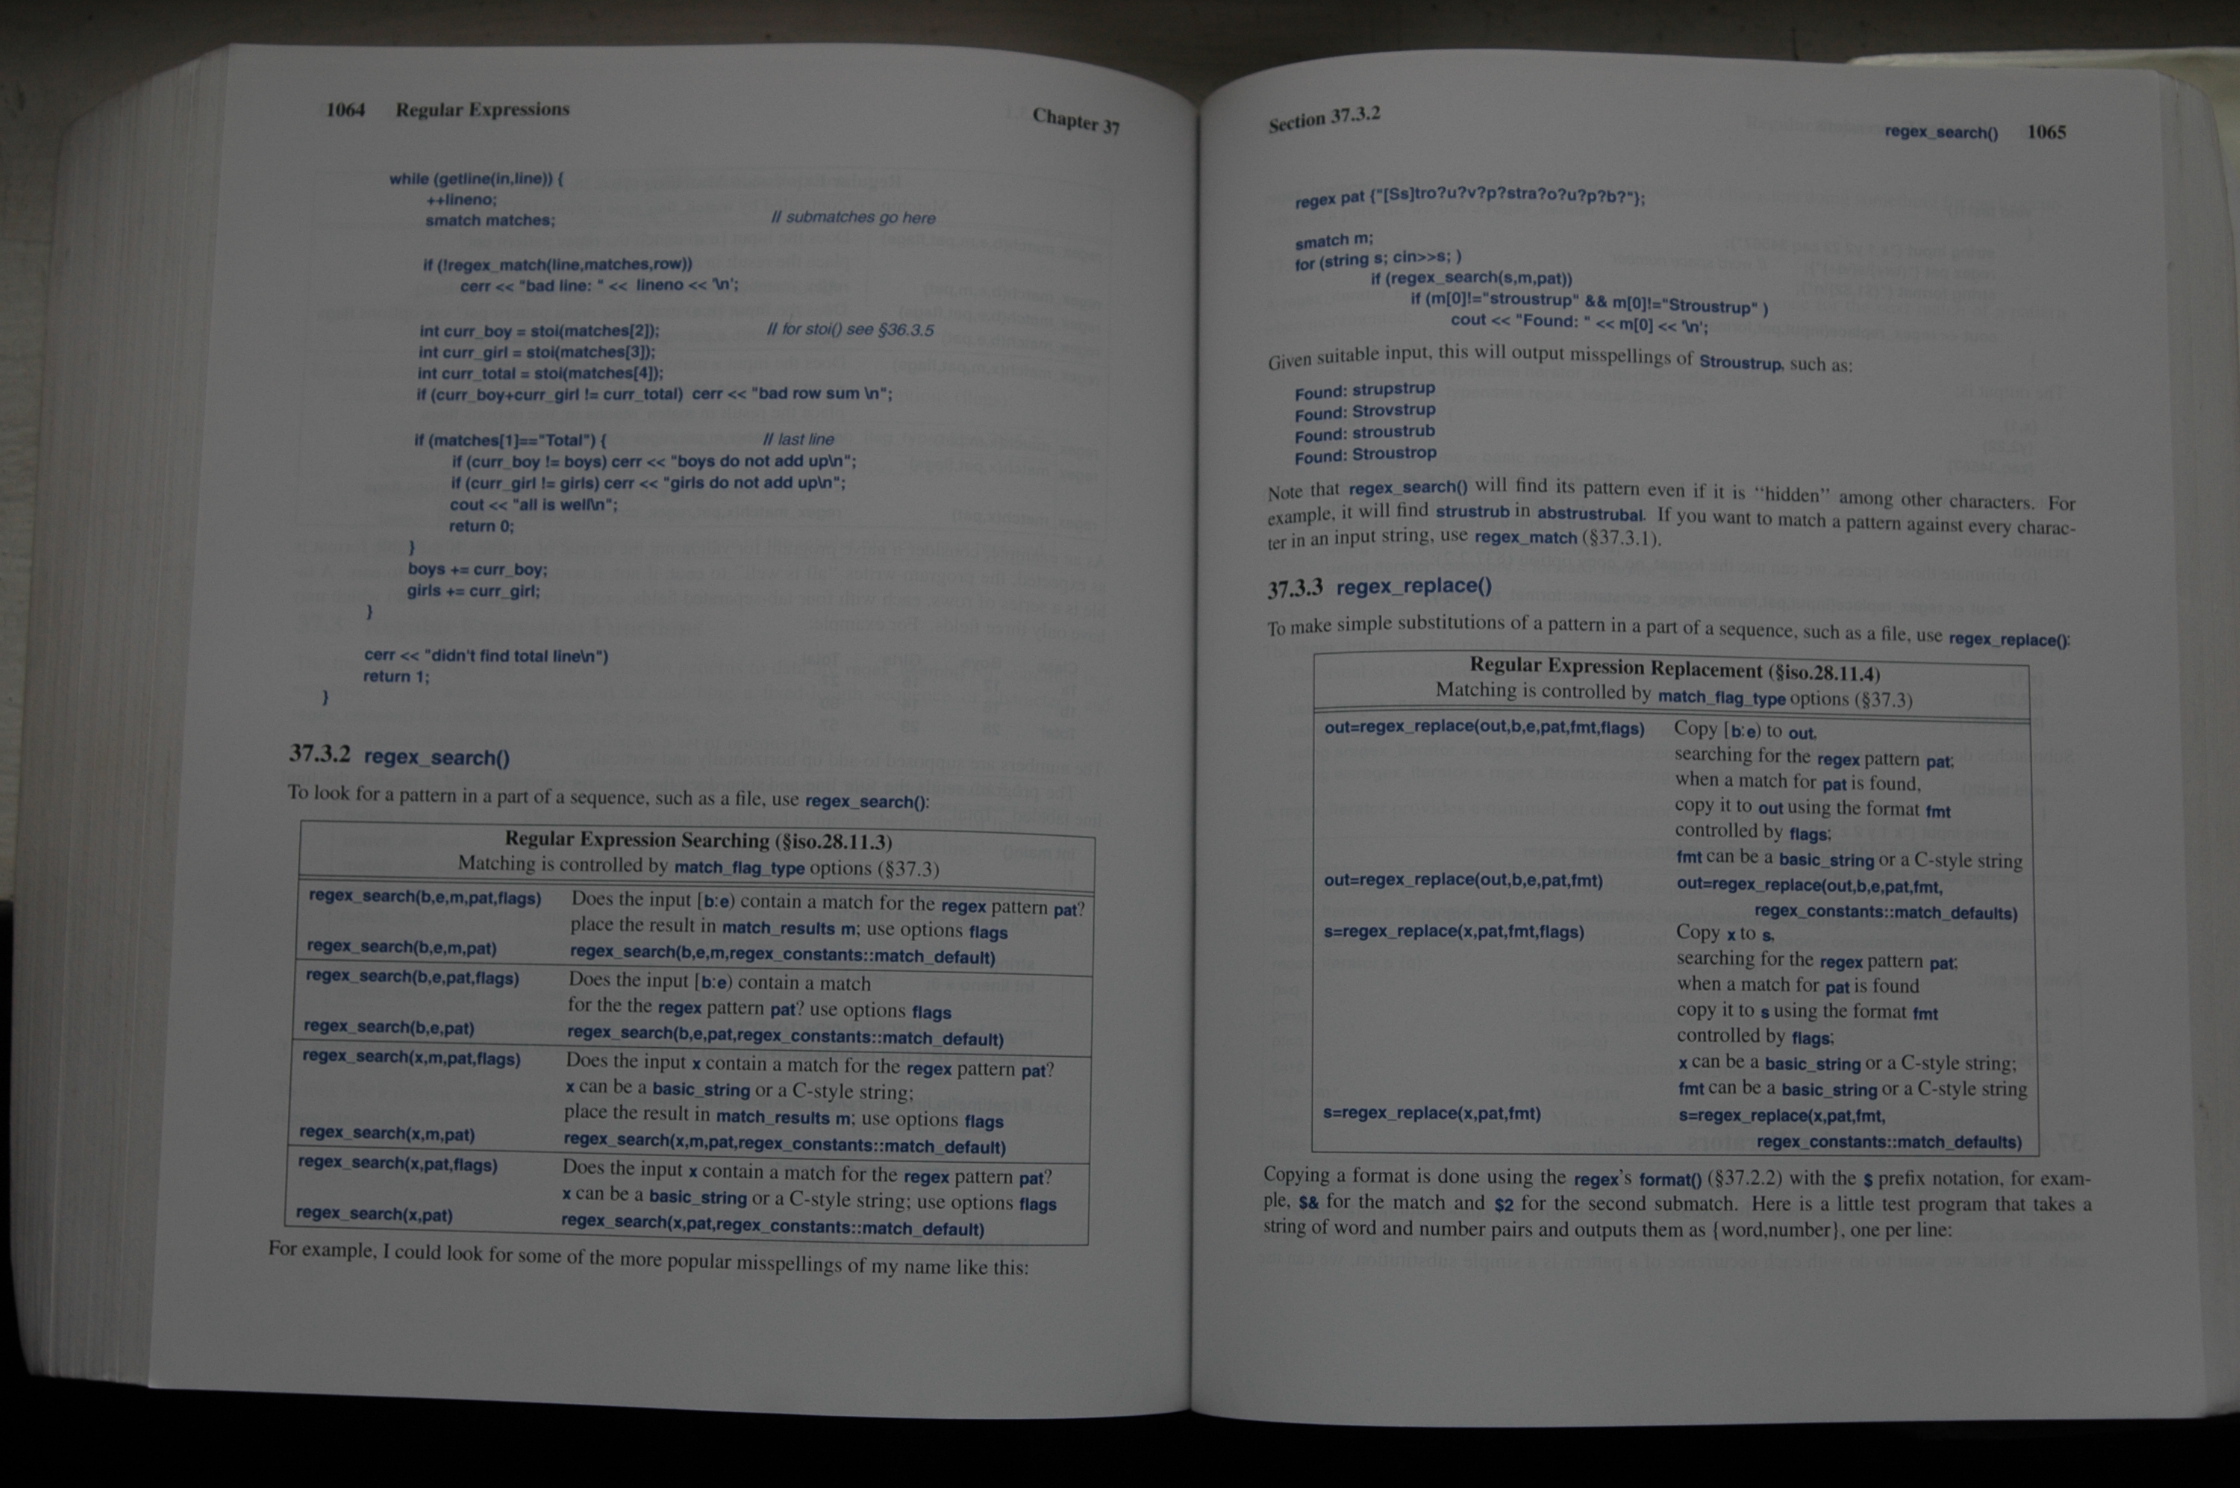 1064 Regular Expressions Chapter 37
while (getline(in,line)) {
++lineno;
smatch matches; // submatches go here
if (!regex_match(line,matches,row))
cerr << "bad line: " << lineno << '\n';
int curr_boy = stoi(matches[2]); // for stoi() see §36.3.5
int curr_girl = stoi(matches[3]);
int curr_total = stoi(matches[4]);
if (curr_boy+curr_girl != curr_total) cerr << "bad row sum \n";
if (matches[1]=="Total") { // last line
if (curr_boy != boys) cerr << "boys do not add up\n";
if (curr_girl != girls) cerr << "girls do not add up\n";
cout << "all is well\n";
return 0;
}
boys += curr_boy;
girls += curr_girl;
}
cerr << "didn't find total line\n")
return 1;
}
37.3.2 regex_search()
To look for a pattern in a part of a sequence, such as a file, use regex_search():
Regular Expression Searching (§iso.28.11.3)
Matching is controlled by match_flag_type options (§37.3)
regex_search(b,e,m,pat,flags) Does the input [b:e) contain a match for the regex pattern pat?
place the result in match_results m; use options flags
regex_search(b,e,m,pat) regex_search(b,e,m,regex_constants::match_default)
regex_search(b,e,pat,flags) Does the input [b:e) contain a match
for the the regex pattern pat? use options flags
regex_search(b,e,pat) regex_search(b,e,pat,regex_constants::match_default)
regex_search(x,m,pat,flags) Does the input x contain a match for the regex pattern pat?
x can be a basic_string or a C-style string;
place the result in match_results m; use options flags
regex_search(x,m,pat) regex_search(x,m,pat,regex_constants::match_default)
regex_search(x,pat,flags) Does the input x contain a match for the regex pattern pat?
x can be a basic_string or a C-style string; use options flags
regex_search(x,pat) regex_search(x,pat,regex_constants::match_default)
For example, I could look for some of the more popular misspellings of my name like this:
Section 37.3.2 regex_search() 1065
regex pat {"[Ss]tro?u?v?p?stra?o?u?p?b?"};
smatch m;
for (string s; cin>>s; )
if (regex_search(s,m,pat))
if (m[0]!="stroustrup" && m[0]!="Stroustrup" )
cout << "Found: " << m[0] << '\n';
Given suitable input, this will output misspellings of Stroustrup, such as:
Found: strupstrup
Found: Strovstrup
Found: stroustrub
Found: Stroustrop
Note that regex_search() will find its pattern even if it is "hidden" among other characters. For
example, it will find strustrub in abstrustrubal. If you want to match a pattern against every charac-
ter in an input string, use regex_match (§37.3.1).
37.3.3 regex_replace()
To make simple substitutions of a pattern in a part of a sequence, such as a file, use regex_replace():
Regular Expression Replacement (§iso.28.11.4)
Matching is controlled by match_flag_type options (§37.3)
out=regex_replace(out,b,e,pat,fmt,flags) Copy [b:e) to out,
searching for the regex pattern pat;
when a match for pat is found,
copy it to out using the format fmt
controlled by flags;
fmt can be a basic_string or a C-style string
out=regex_replace(out,b,e,pat,fmt) out=regex_replace(out,b,e,pat,fmt,
regex_constants::match_defaults)
s=regex_replace(x,pat,fmt,flags) Copy x to s,
searching for the regex pattern pat;
when a match for pat is found
copy it to s using the format fmt
controlled by flags;
x can be a basic_string or a C-style string;
fmt can be a basic_string or a C-style string
s=regex_replace(x,pat,fmt) s=regex_replace(x,pat,fmt,
regex_constants::match_defaults)
Copying a format is done using the regex's format() (§37.2.2) with the $ prefix notation, for exam-
ple, $& for the match and $2 for the second submatch. Here is a little test program that takes a
string of word and number pairs and outputs them as {word,number}, one per line: